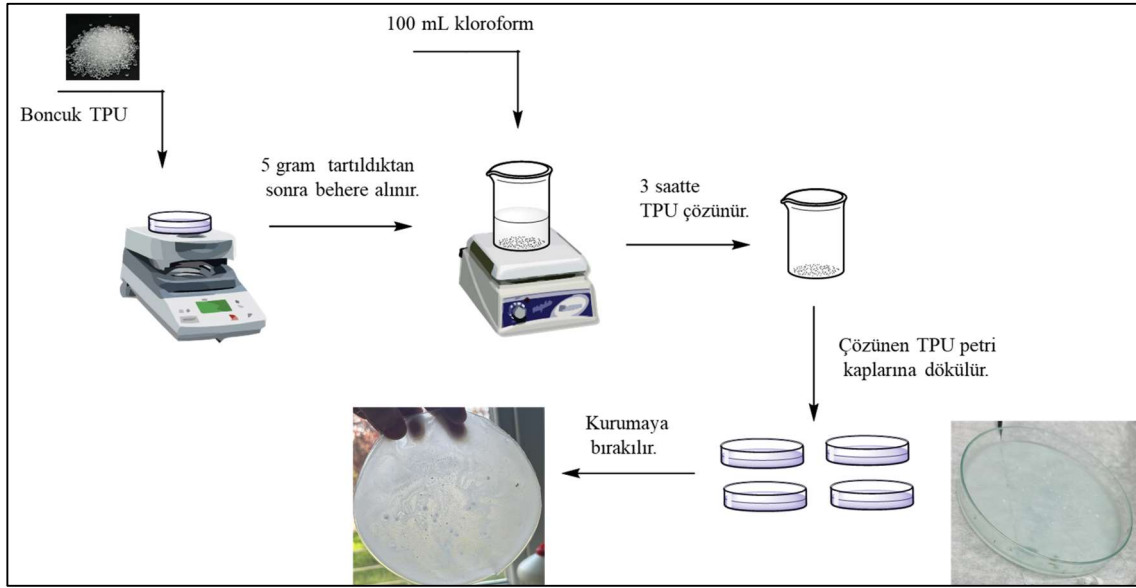 100 mL kloroform
Boncuk TPU
5 gram tartıldıktan
sonra behere alınır.
3 saatte
TPU çözünür.
Çözünen TPU petri
kaplarına dökülür.
Kurumaya
bırakılır.